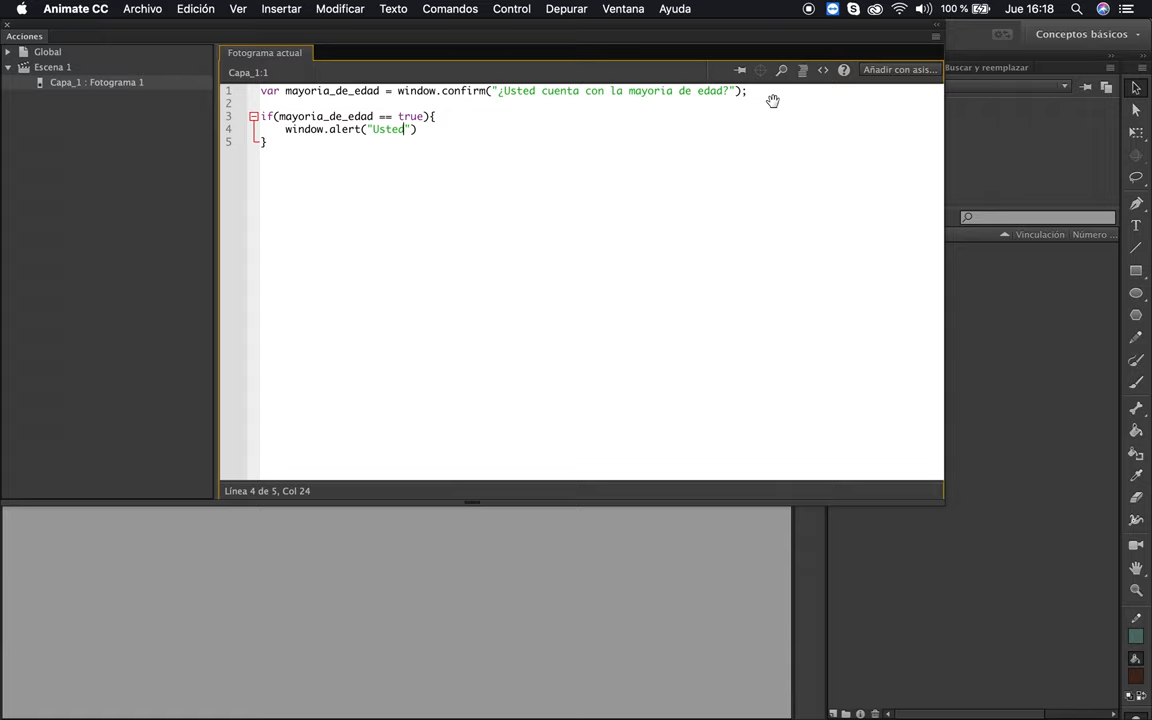 Animate CC Archivo Edición Ver Insertar Modificar Texto Comandos Control Depurar Ventana Ayuda 100 % Jue 16:18
Acciones
Conceptos básicos
Global
Escena 1
Capa_1 : Fotograma 1
Fotograma actual
Capa_1:1
Añadir con asis...
Buscar y reemplazar
1 var mayoria_de_edad = window.confirm("¿Usted cuenta con la mayoria de edad?");
2
3 if(mayoria_de_edad == true){
4 window.alert("Usted")
5 }
Vinculación Número ...
Línea 4 de 5, Col 24